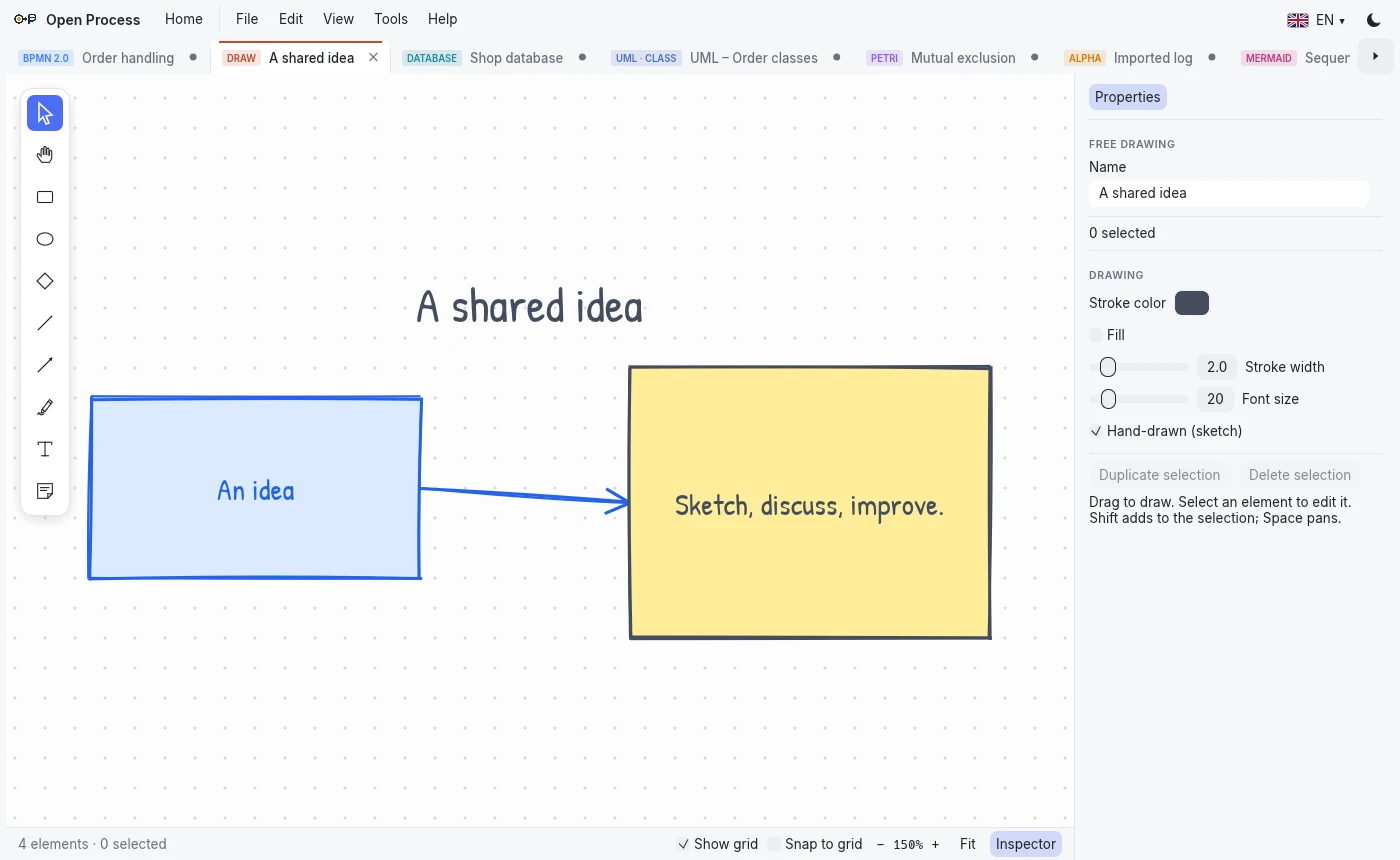 Open Process Home File Edit View Tools Help EN
BPMN 2.0 Order handling DRAW A shared idea DATABASE Shop database UML · CLASS UML – Order classes PETRI Mutual exclusion ALPHA Imported log MERMAID Sequen
Properties
FREE DRAWING
Name
A shared idea
0 selected
DRAWING
Stroke color
Fill
2.0 Stroke width
20 Font size
Hand-drawn (sketch)
Duplicate selection Delete selection
Drag to draw. Select an element to edit it.
Shift adds to the selection; Space pans.
A shared idea
An idea
Sketch, discuss, improve.
4 elements · 0 selected Show grid Snap to grid − 150% + Fit Inspector